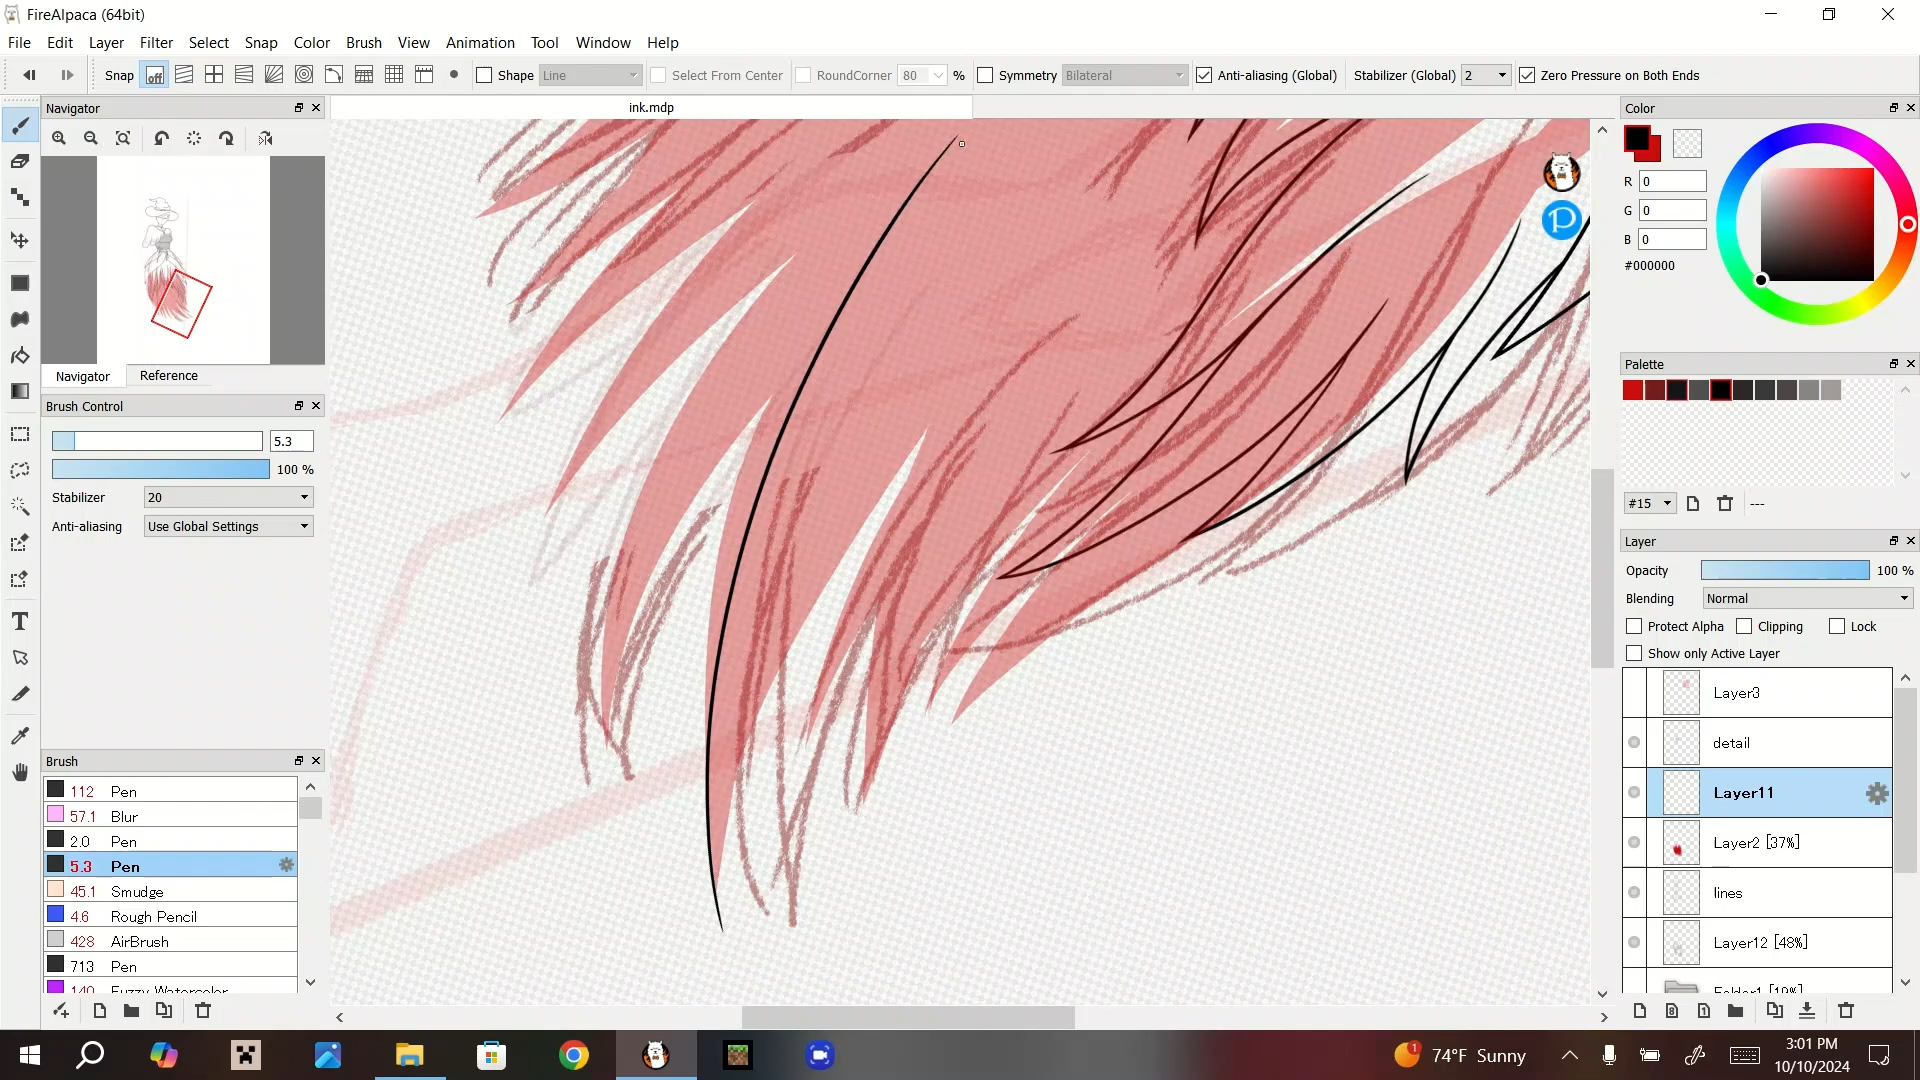 FireAlpaca (64bit)
File Edit Layer Filter Select Snap Color Brush View Animation Tool Window Help
Snap off Shape Line Select From Center RoundCorner 80 % Symmetry Bilateral Anti-aliasing (Global) Stabilizer (Global) 2 Zero Pressure on Both Ends
Navigator
ink.mdp
Color
R 0
G 0
B 0
#000000
Navigator Reference
Palette
#15 ---
Brush Control
5.3
100 %
Stabilizer 20
Anti-aliasing Use Global Settings
Layer
Opacity 100 %
Blending Normal
Protect Alpha Clipping Lock
Show only Active Layer
Layer3
detail
Layer11
Layer2 [37%]
lines
Layer12 [48%]
Folder1 [19%]
Brush
112 Pen
57.1 Blur
2.0 Pen
5.3 Pen
45.1 Smudge
4.6 Rough Pencil
428 AirBrush
713 Pen
140 Fuzzy Watercolor
P
8
1
1
74°F Sunny
3:01 PM
10/10/2024